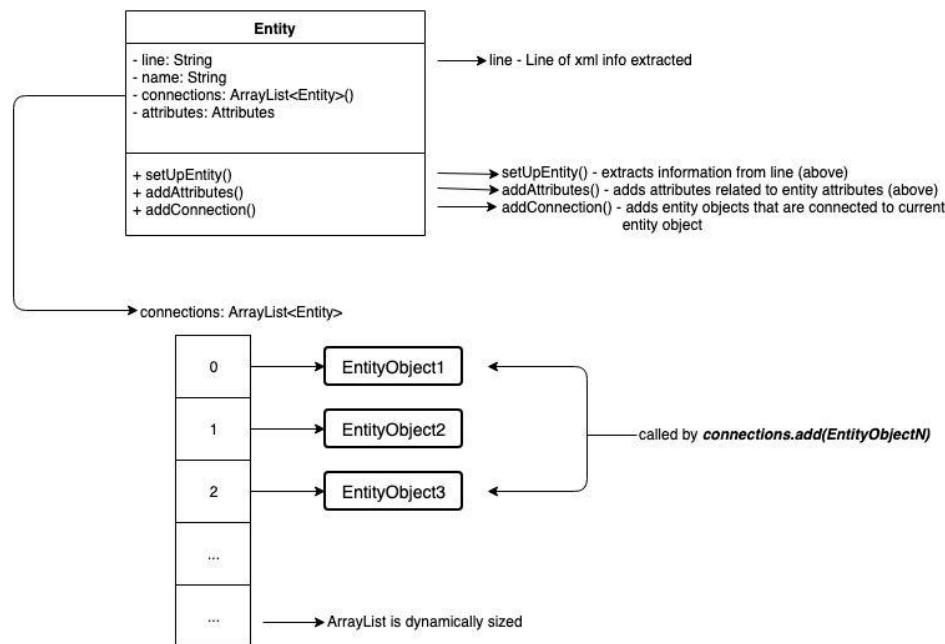 Entity
- line: String
- name: String
- connections: ArrayList<Entity>()
- attributes: Attributes
line - Line of xml info extracted
+ setUpEntity()
+ addAttributes()
+ addConnection()
setUpEntity() - extracts information from line (above)
addAttributes() - adds attributes related to entity attributes (above)
addConnection() - adds entity objects that are connected to current
entity object
connections: ArrayList<Entity>
0
EntityObject1
1
EntityObject2
called by connections.add(EntityObjectN)
2
EntityObject3
...
...
ArrayList is dynamically sized